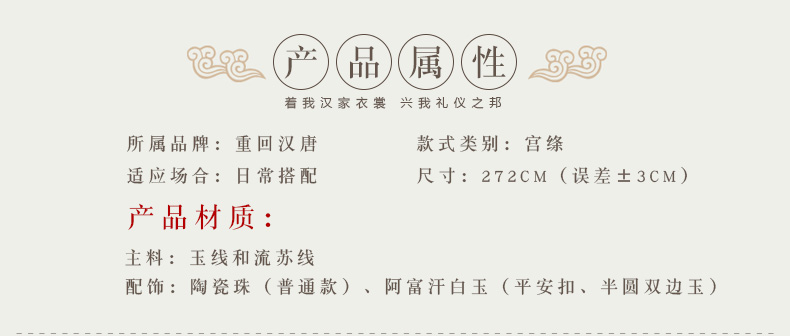 产品属性
着我汉家衣裳 兴我礼仪之邦
所属品牌：重回汉唐 款式类别：宫绦
适应场合：日常搭配 尺寸：272CM（误差±3CM）
产品材质：
主料：玉线和流苏线
配饰：陶瓷珠（普通款）、阿富汗白玉（平安扣、半圆双边玉）